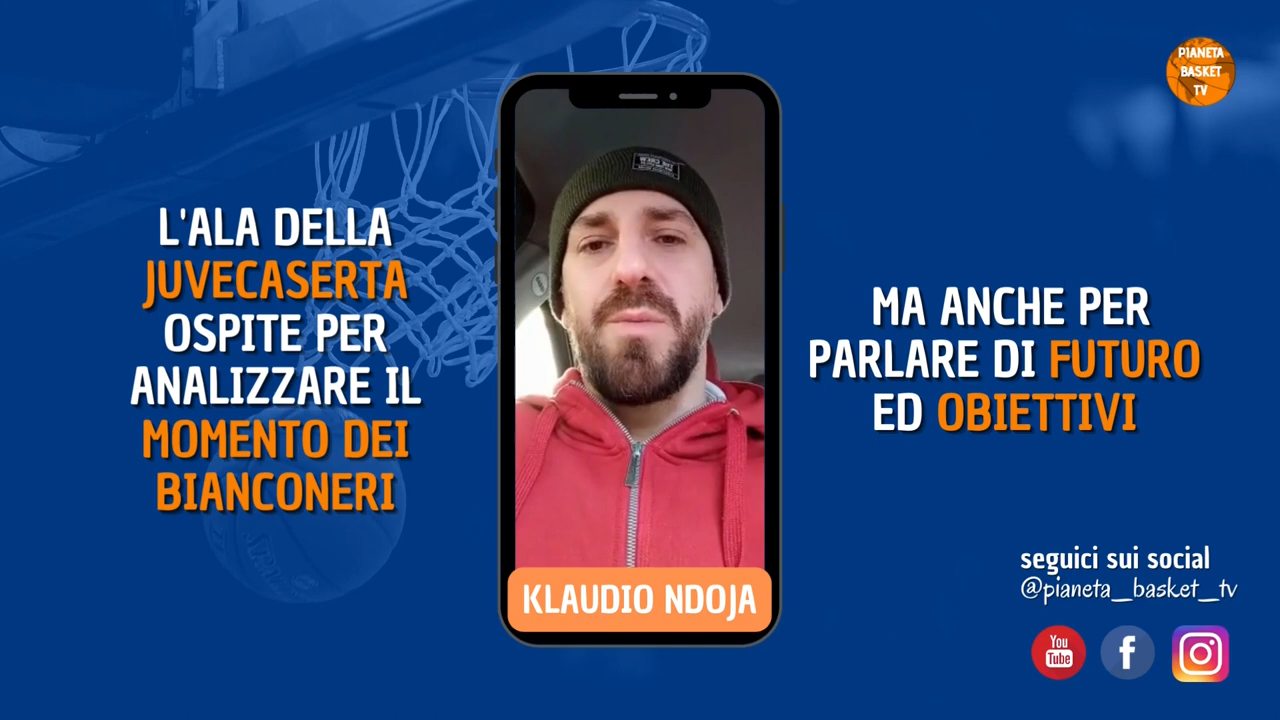 PIANETA
BASKET
TV
L'ALA DELLA
JUVECASERTA
OSPITE PER
ANALIZZARE IL
MOMENTO DEI
BIANCONERI
MA ANCHE PER
PARLARE DI FUTURO
ED OBIETTIVI
KLAUDIO NDOJA
seguici sui social
@pianeta_basket_tv
You
Tube
f